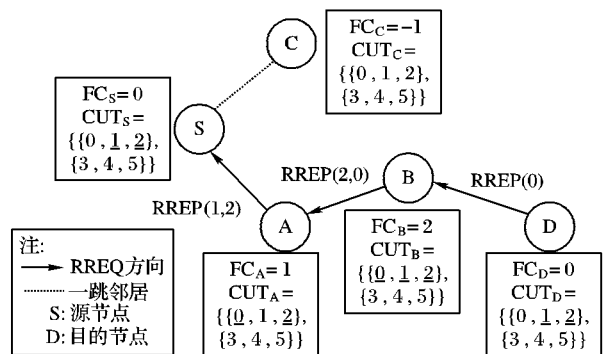 C
FC_C=−1
CUT_C=
{{0,1,2},
{3,4,5}}
FC_S=0
CUT_S=
{{0,1,2},
{3,4,5}}
S
RREP(2,0)
B
RREP(0)
RREP(1,2)
A
D
FC_B=2
CUT_B=
{{0,1,2},
{3,4,5}}
注:
RREQ方向
一跳邻居
S:源节点
D:目的节点
FC_A=1
CUT_A=
{{0,1,2},
{3,4,5}}
FC_D=0
CUT_D=
{{0,1,2},
{3,4,5}}